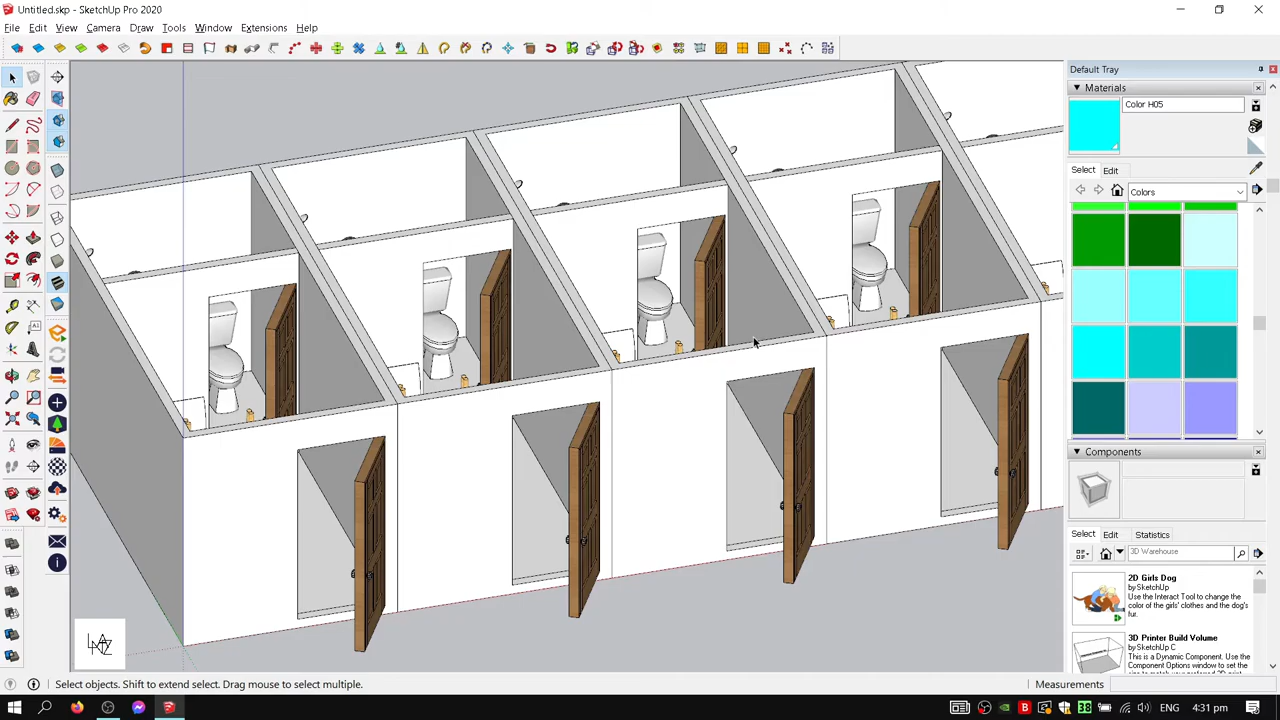 Untitled.skp - SketchUp Pro 2020
File Edit View Camera Draw Tools Window Extensions Help
Default Tray
Materials
Color H05
Select Edit
Colors
Components
Select Edit Statistics
3D Warehouse
2D Girls Dog
by SketchUp
Use the Interact Tool to change the
color of the girls' clothes and the dog's
fur.
3D Printer Build Volume
by SketchUp C
This is a Dynamic Component. Use the
Component Options window to set the
Select objects. Shift to extend select. Drag mouse to select multiple.
Measurements
38
ENG
4:31 pm